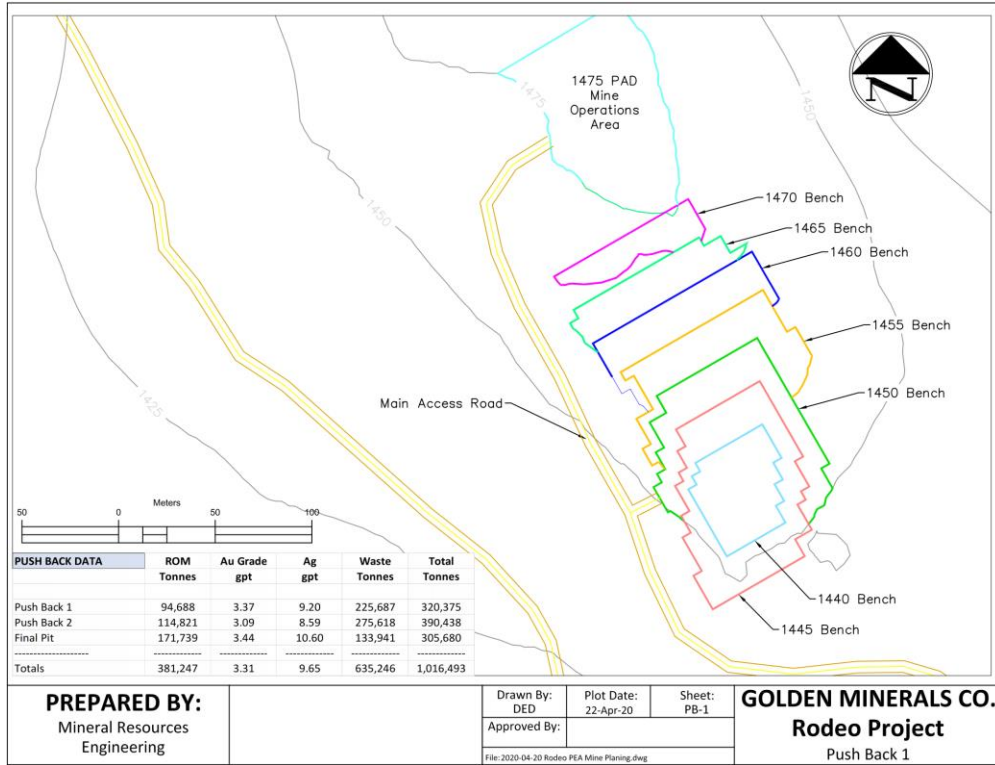 1475 PAD
Mine
Operations
Area
N
1475
1450
1450
1425
1470 Bench
1465 Bench
1460 Bench
1455 Bench
1450 Bench
Main Access Road
1440 Bench
1445 Bench
Meters
50 0 50 100
PUSH BACK DATA ROM Au Grade Ag Waste Total
Tonnes gpt gpt Tonnes Tonnes
Push Back 1 94,688 3.37 9.20 225,687 320,375
Push Back 2 114,821 3.09 8.59 275,618 390,438
Final Pit 171,739 3.44 10.60 133,941 305,680
-------------------- ------------- ------------- ------------- ------------- -------------
Totals 381,247 3.31 9.65 635,246 1,016,493
PREPARED BY:
Mineral Resources
Engineering
Drawn By: Plot Date: Sheet:
DED 22-Apr-20 PB-1
Approved By:
File:2020-04-20 Rodeo PEA Mine Planing.dwg
GOLDEN MINERALS CO.
Rodeo Project
Push Back 1